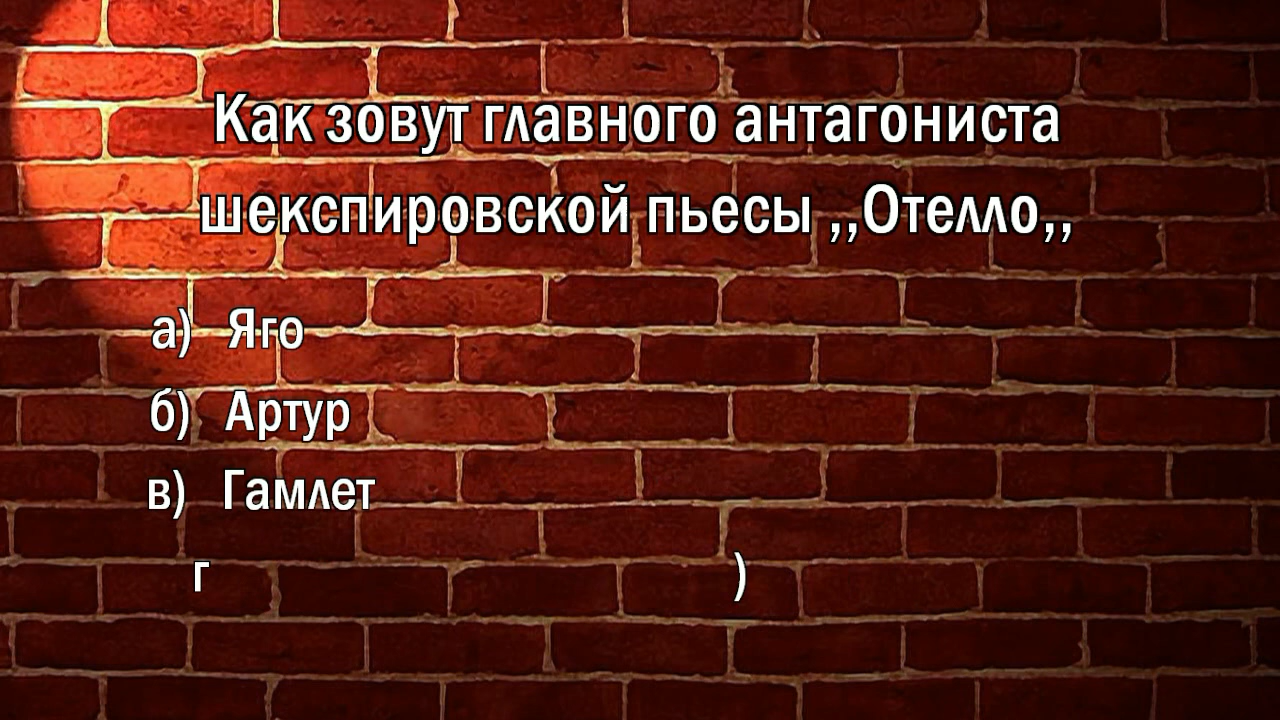 Как зовут главного антагониста
шекспировской пьесы ,,Отелло,,
а) Яго
б) Артур
в) Гамлет
г )